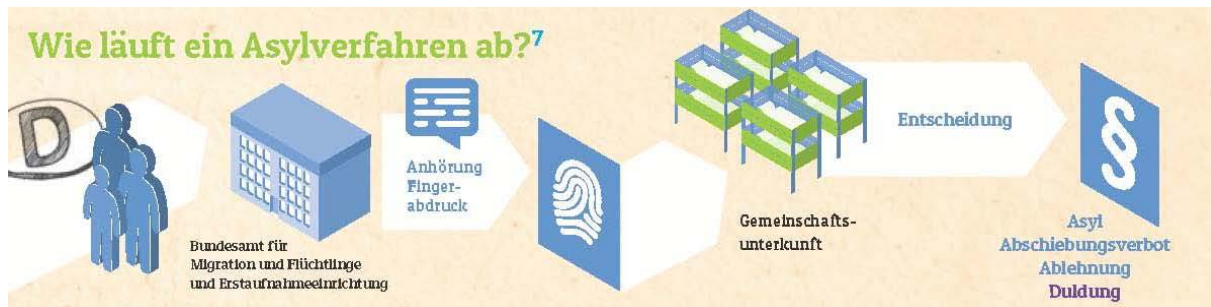 Wie läuft ein Asylverfahren ab?7
D
Bundesamt für
Migration und Flüchtlinge
und Erstaufnahmeeinrichtung
Anhörung
Finger-
abdruck
Gemeinschafts-
unterkunft
Entscheidung
§
Asyl
Abschiebungsverbot
Ablehnung
Duldung